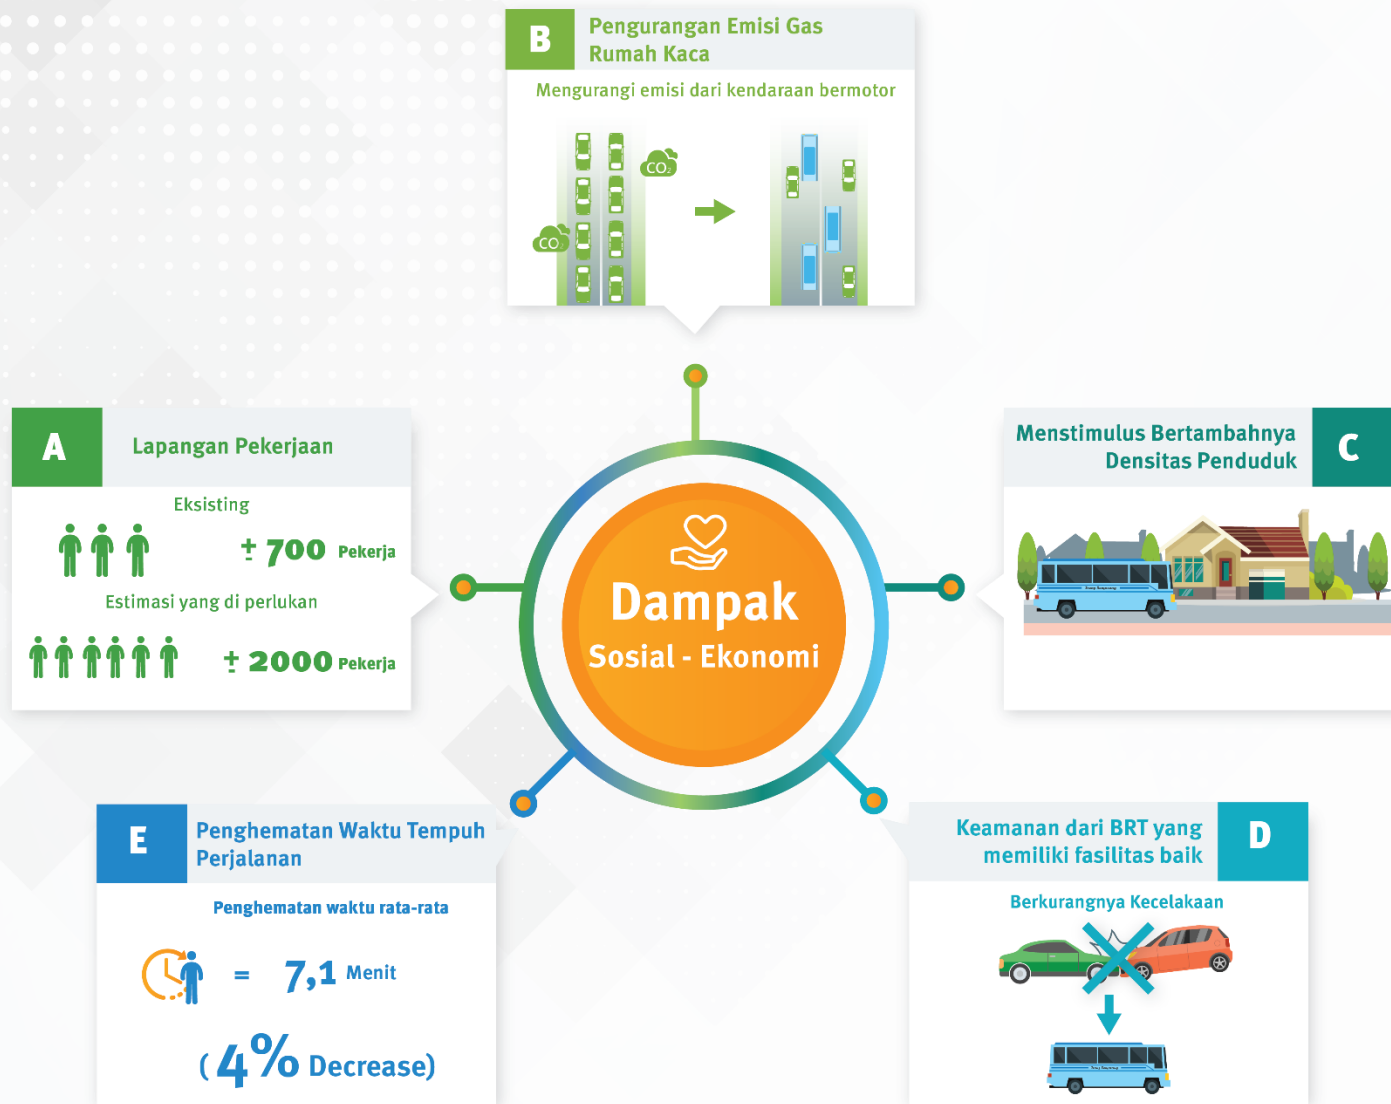 B
Pengurangan Emisi Gas
Rumah Kaca
Mengurangi emisi dari kendaraan bermotor
CO₂
CO₂
A
Lapangan Pekerjaan
Eksisting
± 700 Pekerja
Estimasi yang di perlukan
± 2000 Pekerja
Dampak
Sosial - Ekonomi
Menstimulus Bertambahnya
Densitas Penduduk
C
E
Penghematan Waktu Tempuh
Perjalanan
Penghematan waktu rata-rata
= 7,1 Menit
( 4% Decrease)
Keamanan dari BRT yang
memiliki fasilitas baik
D
Berkurangnya Kecelakaan